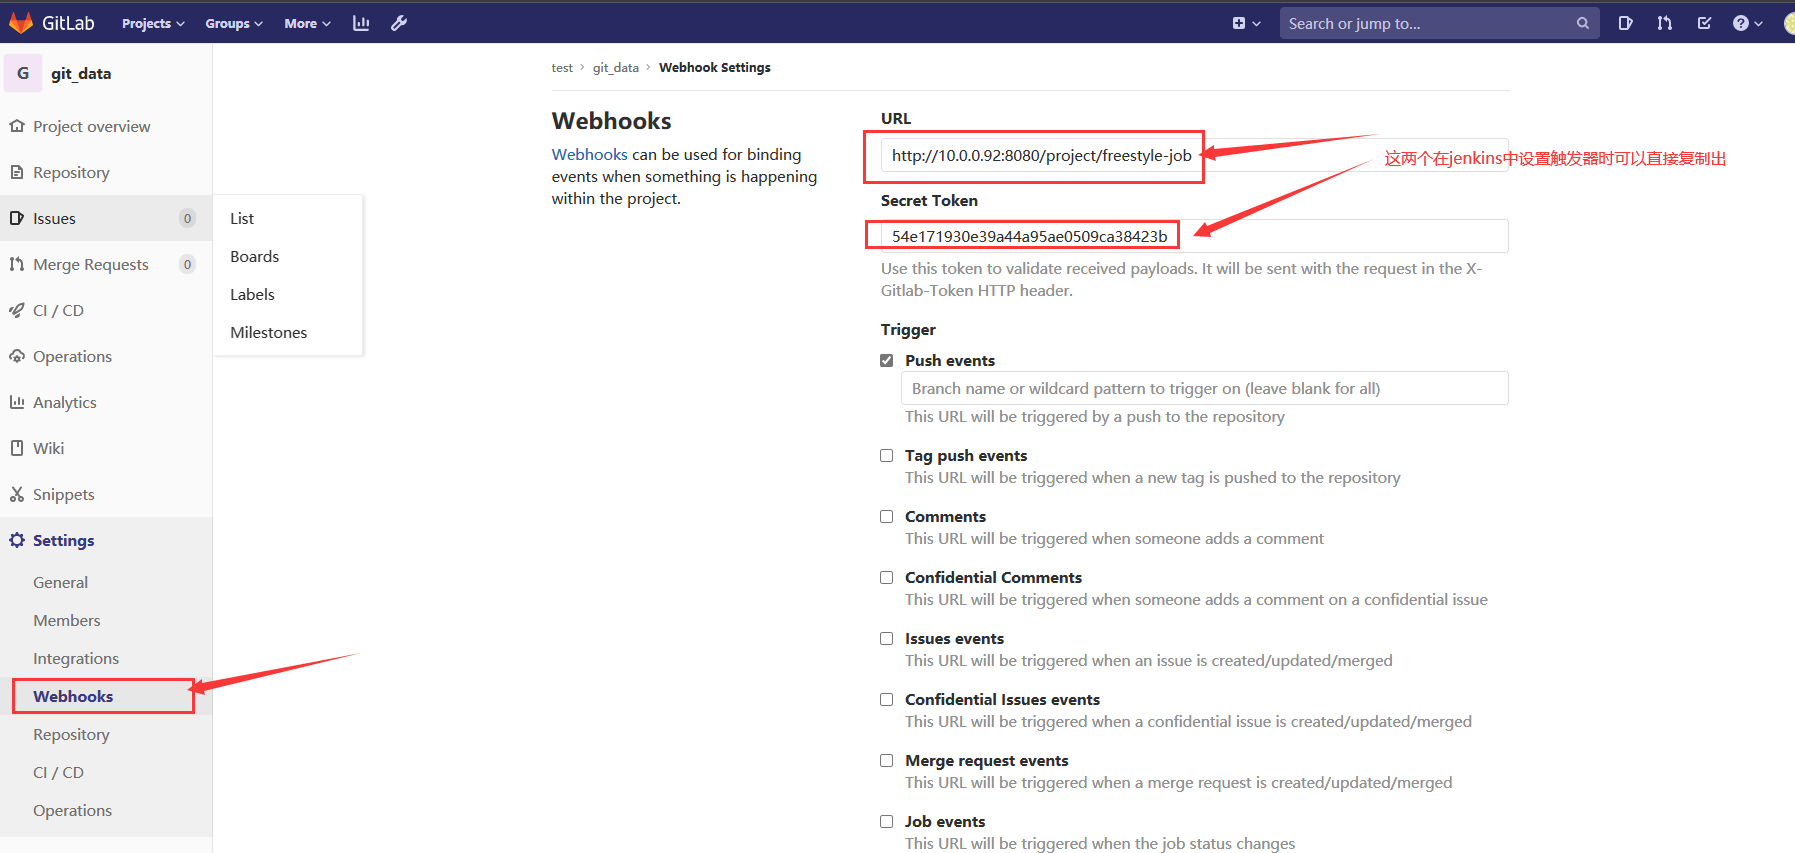 GitLab Projects Groups More Search or jump to...
G git_data
Project overview
Repository
Issues 0
Merge Requests 0
CI / CD
Operations
Analytics
Wiki
Snippets
Settings
General
Members
Integrations
Webhooks
Repository
CI / CD
Operations
List
Boards
Labels
Milestones
test › git_data › Webhook Settings
Webhooks
Webhooks can be used for binding
events when something is happening
within the project.
URL
http://10.0.0.92:8080/project/freestyle-job
这两个在jenkins中设置触发器时可以直接复制出
Secret Token
54e171930e39a44a95ae0509ca38423b
Use this token to validate received payloads. It will be sent with the request in the X-
Gitlab-Token HTTP header.
Trigger
Push events
Branch name or wildcard pattern to trigger on (leave blank for all)
This URL will be triggered by a push to the repository
Tag push events
This URL will be triggered when a new tag is pushed to the repository
Comments
This URL will be triggered when someone adds a comment
Confidential Comments
This URL will be triggered when someone adds a comment on a confidential issue
Issues events
This URL will be triggered when an issue is created/updated/merged
Confidential Issues events
This URL will be triggered when a confidential issue is created/updated/merged
Merge request events
This URL will be triggered when a merge request is created/updated/merged
Job events
This URL will be triggered when the job status changes